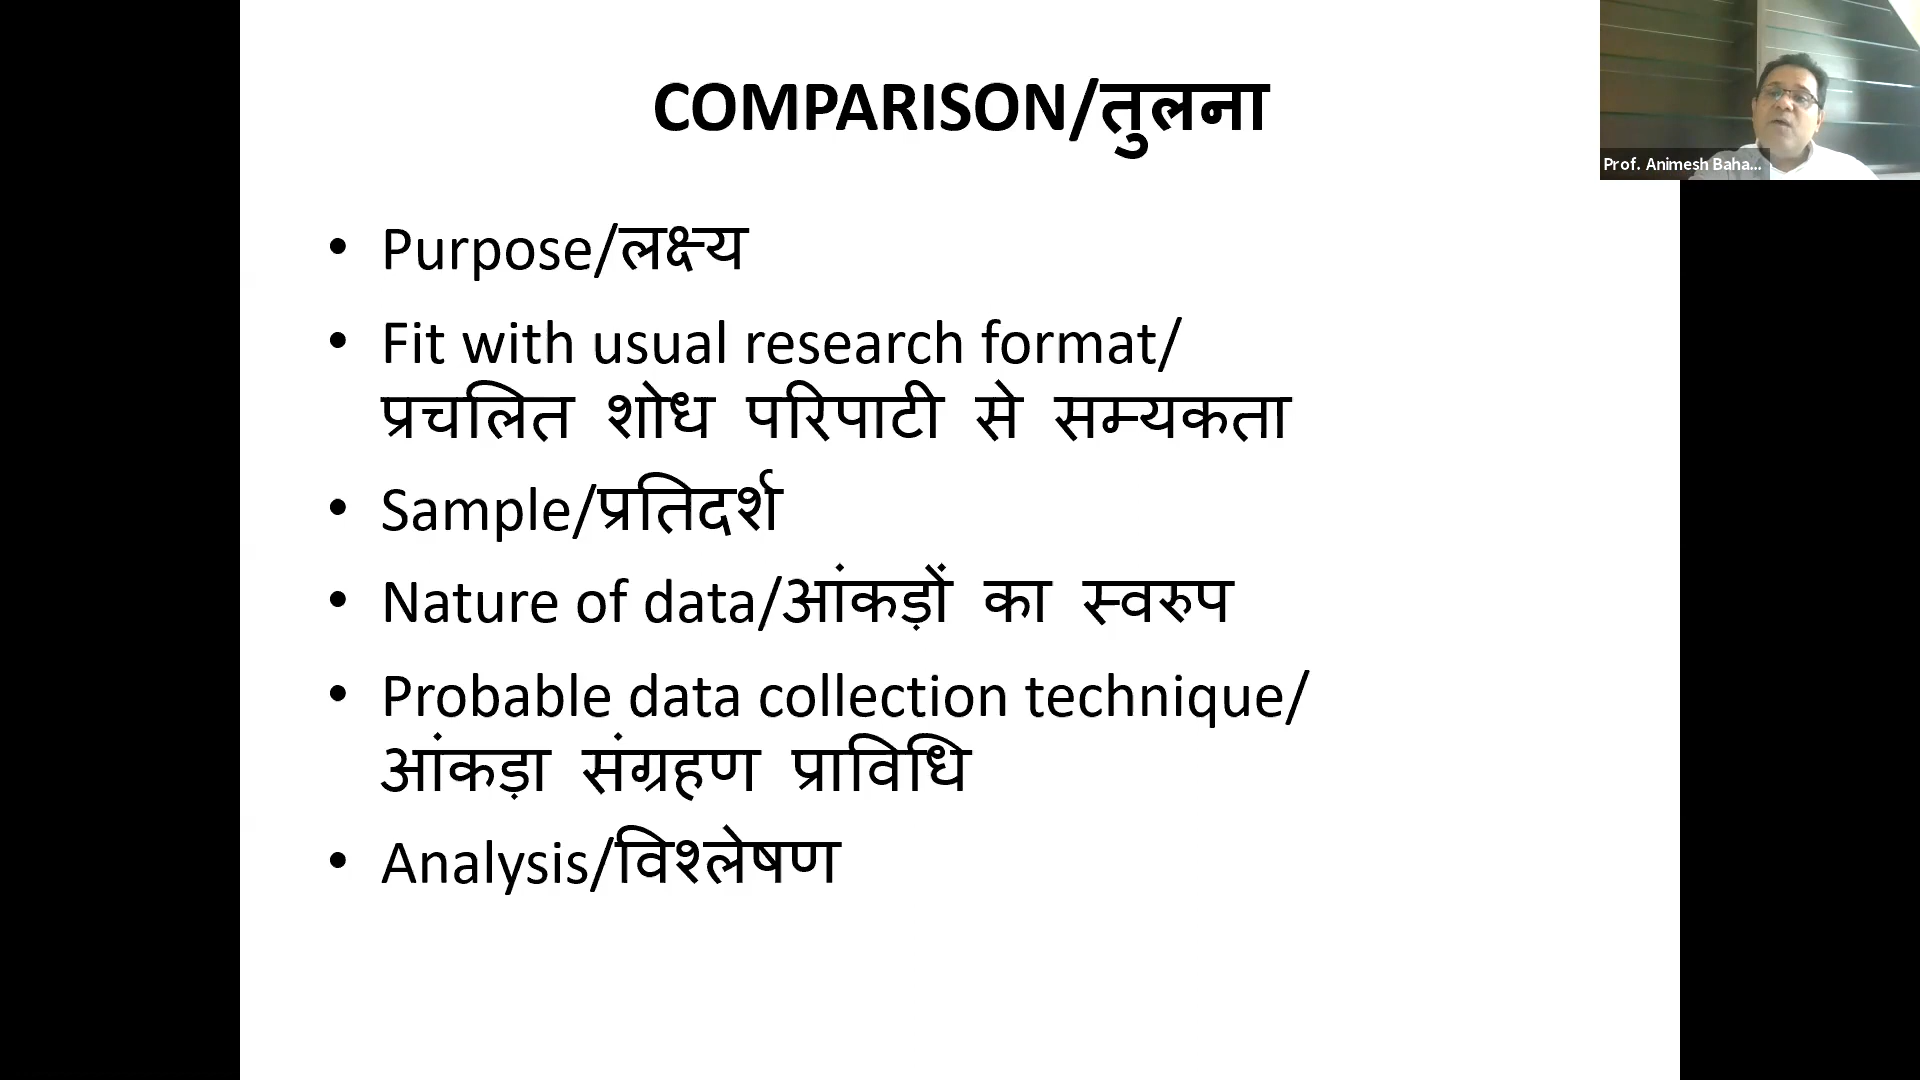 COMPARISON/तुलना
Prof. Animesh Baha...
• Purpose/लक्ष्य
• Fit with usual research format/
प्रचलित शोध परिपाटी से सम्यकता
• Sample/प्रतिदर्श
• Nature of data/आंकड़ों का स्वरुप
• Probable data collection technique/
आंकड़ा संग्रहण प्राविधि
• Analysis/विश्लेषण